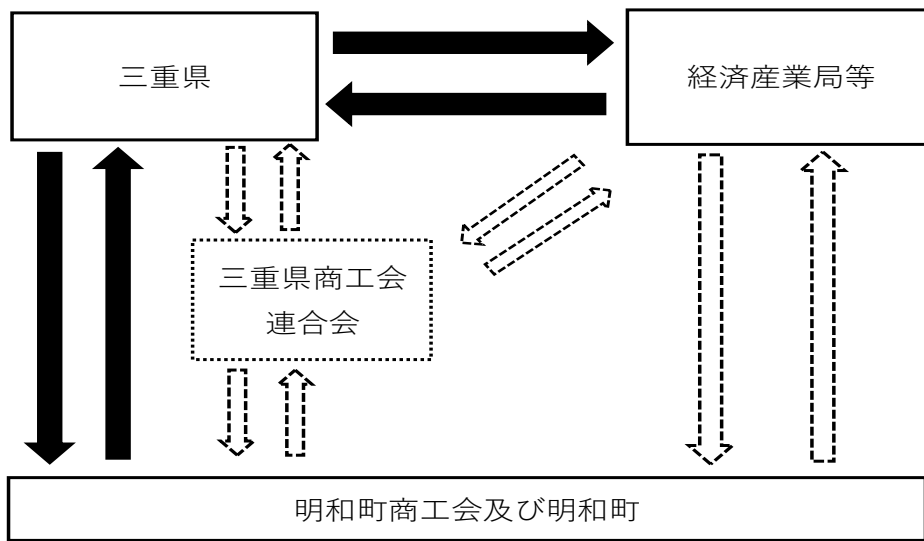 三重県
経済産業局等
三重県商工会
連合会
明和町商工会及び明和町